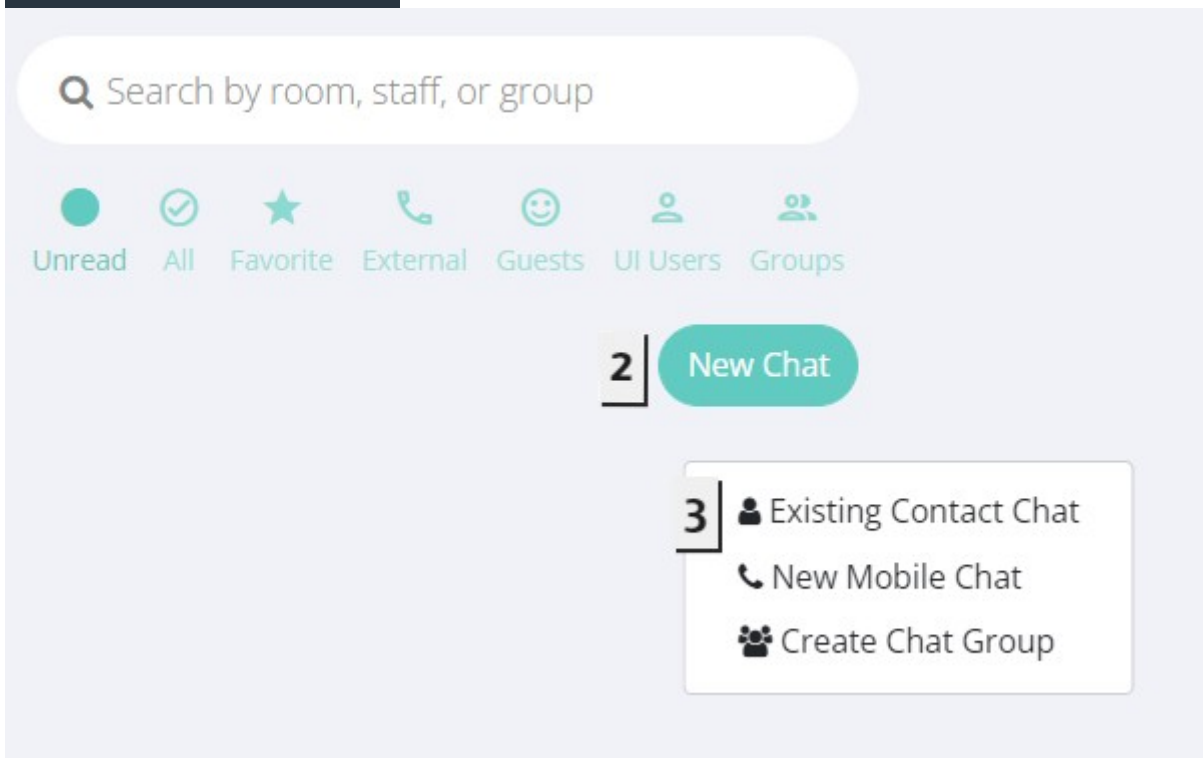 Search by room, staff, or group
Unread All Favorite External Guests UI Users Groups
2 New Chat
3 Existing Contact Chat
New Mobile Chat
Create Chat Group